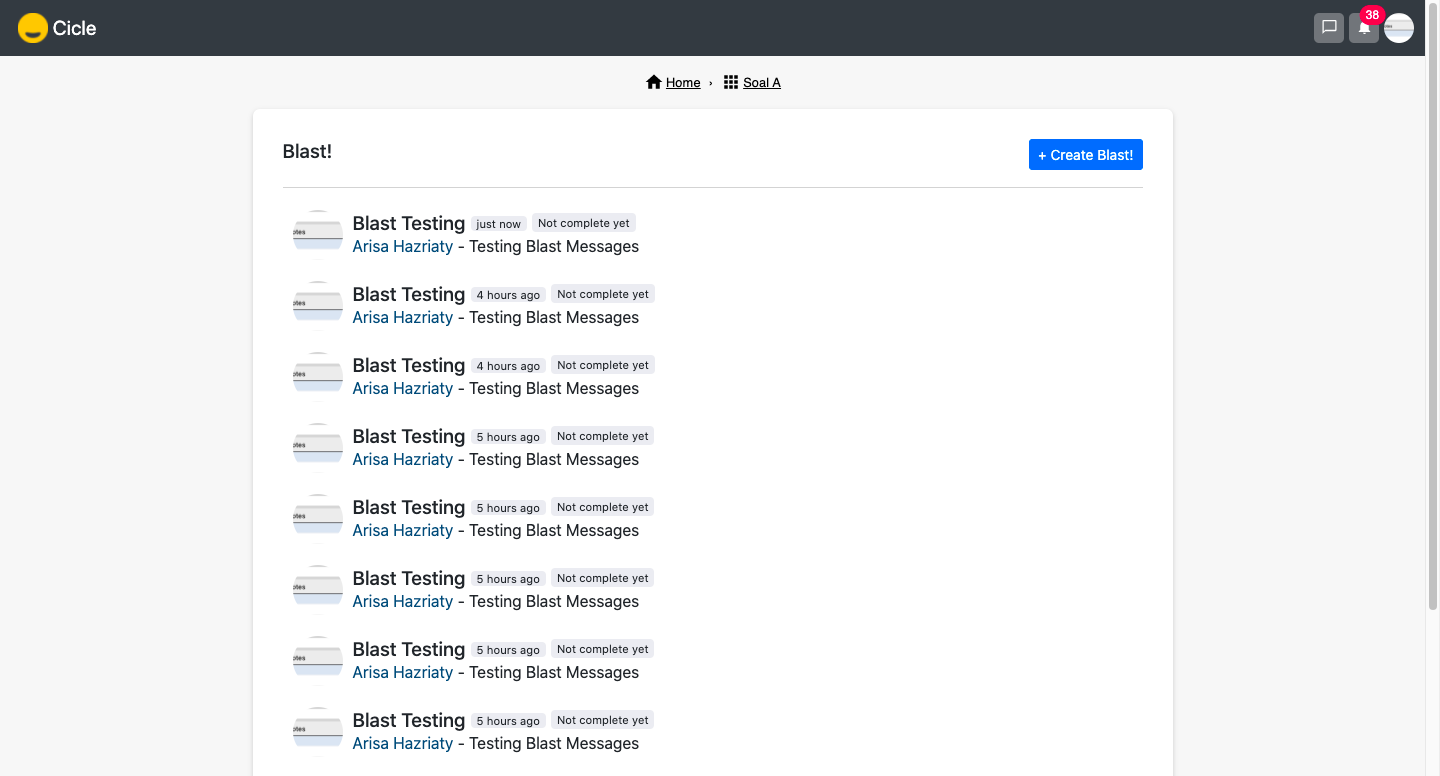 Cicle
38
Home › Soal A
Blast!
+ Create Blast!
Blast Testing just now Not complete yet
Arisa Hazriaty - Testing Blast Messages
Blast Testing 4 hours ago Not complete yet
Arisa Hazriaty - Testing Blast Messages
Blast Testing 4 hours ago Not complete yet
Arisa Hazriaty - Testing Blast Messages
Blast Testing 5 hours ago Not complete yet
Arisa Hazriaty - Testing Blast Messages
Blast Testing 5 hours ago Not complete yet
Arisa Hazriaty - Testing Blast Messages
Blast Testing 5 hours ago Not complete yet
Arisa Hazriaty - Testing Blast Messages
Blast Testing 5 hours ago Not complete yet
Arisa Hazriaty - Testing Blast Messages
Blast Testing 5 hours ago Not complete yet
Arisa Hazriaty - Testing Blast Messages